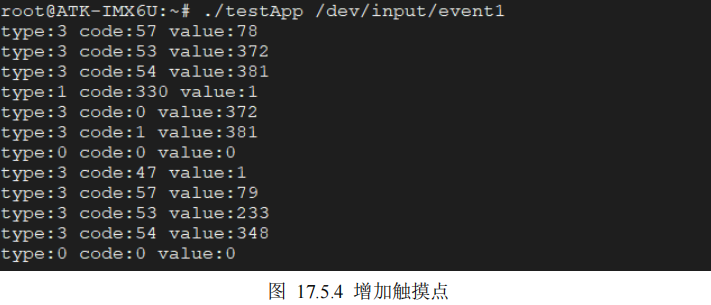 root@ATK-IMX6U:~# ./testApp /dev/input/event1
type:3 code:57 value:78
type:3 code:53 value:372
type:3 code:54 value:381
type:1 code:330 value:1
type:3 code:0 value:372
type:3 code:1 value:381
type:0 code:0 value:0
type:3 code:47 value:1
type:3 code:57 value:79
type:3 code:53 value:233
type:3 code:54 value:348
type:0 code:0 value:0
图 17.5.4 增加触摸点